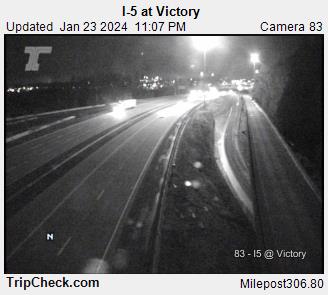 I-5 at Victory
Updated Jan 23 2024 11:07 PM Camera 83
T
N
83 - I5 @ Victory
TripCheck.com Milepost306.80